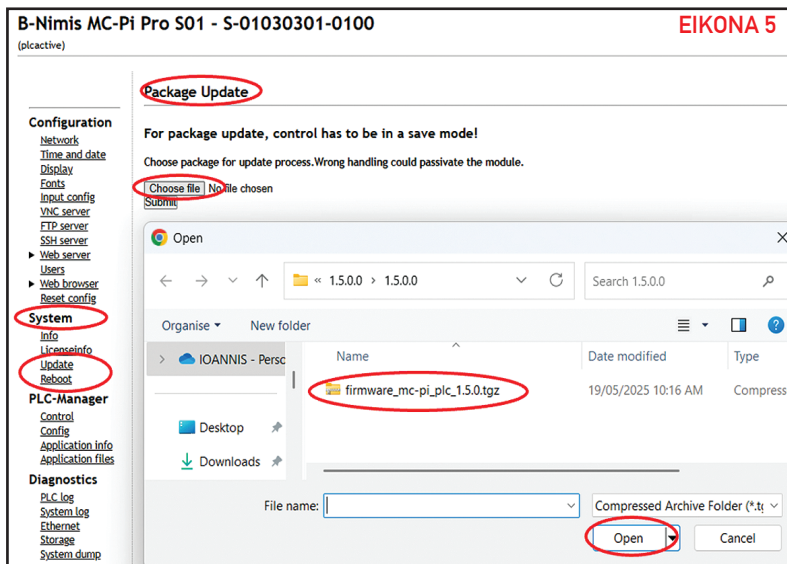 B-Nimis MC-Pi Pro S01 - S-01030301-0100
ΕΙΚΟΝΑ 5
(plcactive)
Package Update
Configuration
Network
Time and date
Display
Fonts
Input config
VNC server
FTP server
SSH server
Web server
Users
Web browser
Reset config
System
Info
Licenseinfo
Update
Reboot
PLC-Manager
Control
Config
Application info
Application files
Diagnostics
PLC log
System log
Ethernet
Storage
System dump
For package update, control has to be in a save mode!
Choose package for update process.Wrong handling could passivate the module.
Choose file No file chosen
Submit
Open
« 1.5.0.0 > 1.5.0.0
Search 1.5.0.0
Organise
New folder
Name
Date modified
Type
IOANNIS - Perso
firmware_mc-pi_plc_1.5.0.tgz
19/05/2025 10:16 AM
Compress
Desktop
Downloads
File name:
Compressed Archive Folder (*.tg
Open
Cancel